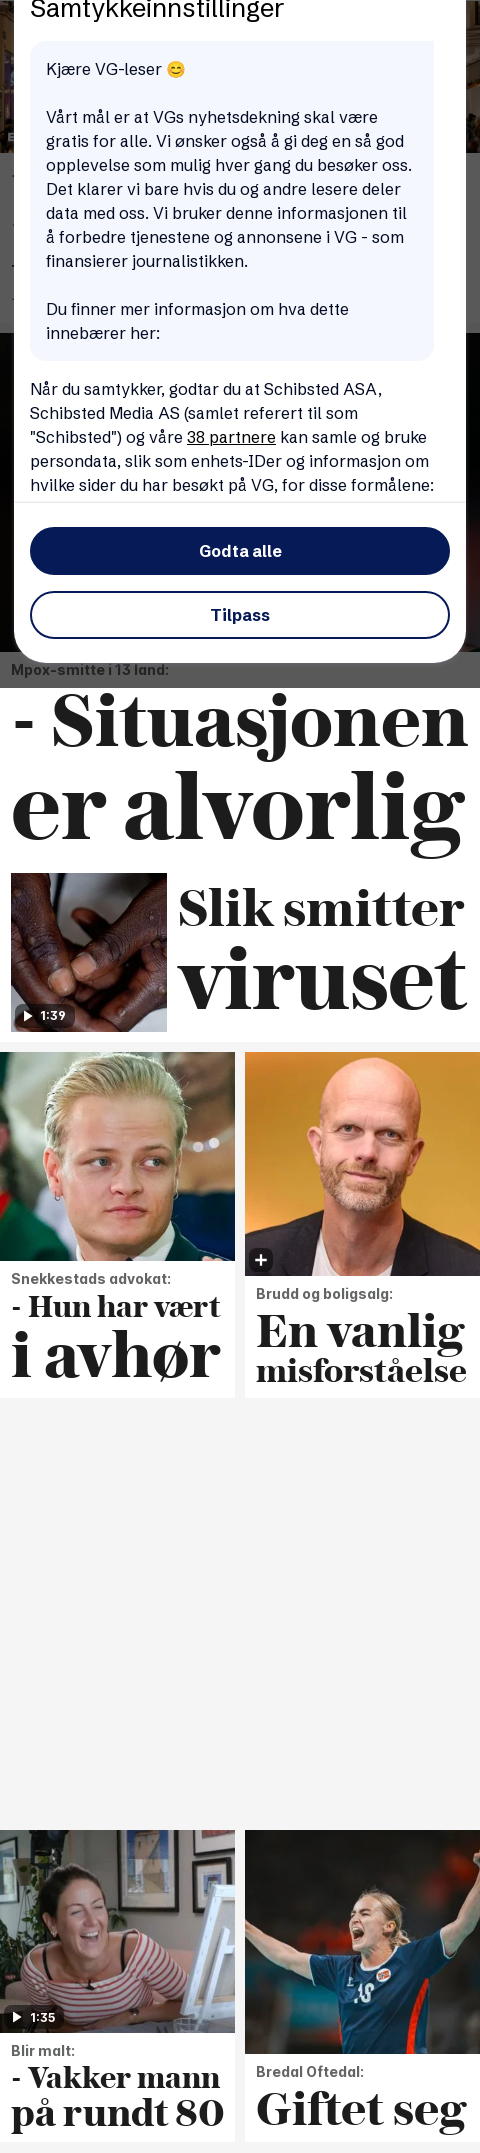 Samtykkeinnstillinger
Kjære VG-leser 😊
Vårt mål er at VGs nyhetsdekning skal være
gratis for alle. Vi ønsker også å gi deg en så god
opplevelse som mulig hver gang du besøker oss.
Det klarer vi bare hvis du og andre lesere deler
data med oss. Vi bruker denne informasjonen til
å forbedre tjenestene og annonsene i VG - som
finansierer journalistikken.
Du finner mer informasjon om hva dette
innebærer her:
Når du samtykker, godtar du at Schibsted ASA,
Schibsted Media AS (samlet referert til som
"Schibsted") og våre 38 partnere kan samle og bruke
persondata, slik som enhets-IDer og informasjon om
hvilke sider du har besøkt på VG, for disse formålene:
Godta alle
Tilpass
Mpox-smitte i 13 land:
- Situasjonen
er alvorlig
Slik smitter
viruset
1:39
Snekkestads advokat:
- Hun har vært
i avhør
Brudd og boligsalg:
En vanlig
misforståelse
1:35
Blir malt:
- Vakker mann
på rundt 80
Bredal Oftedal:
Giftet seg